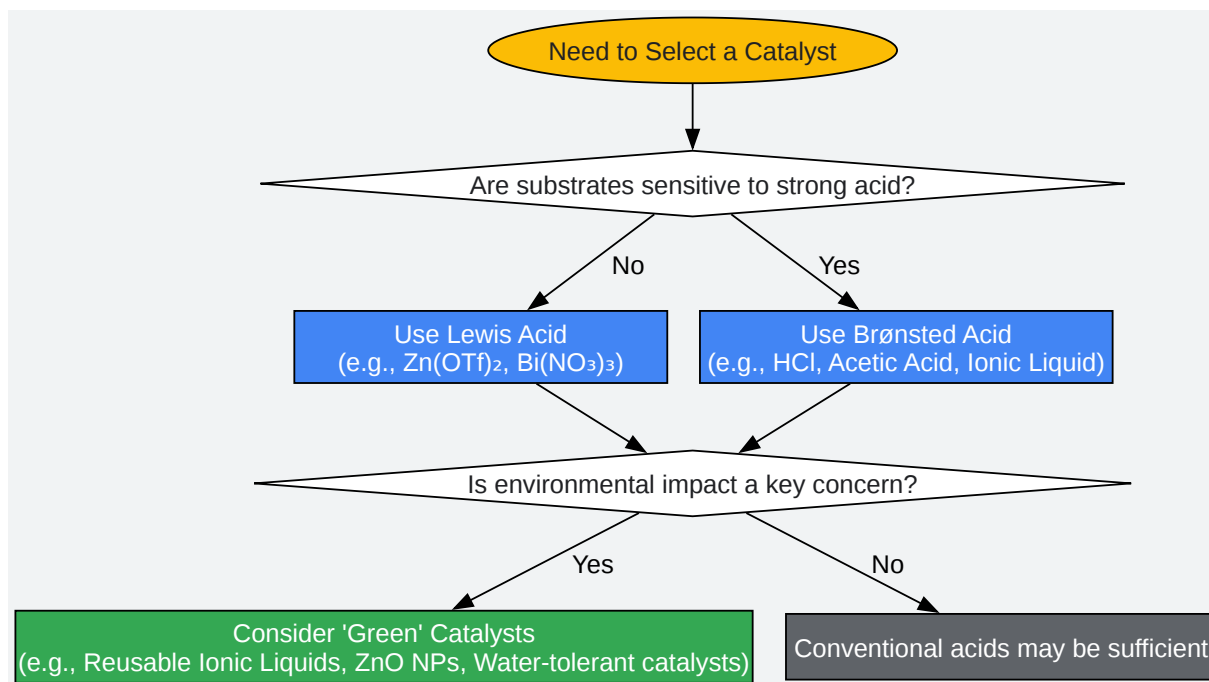 Need to Select a Catalyst
Are substrates sensitive to strong acid?
No
Yes
Use Lewis Acid
(e.g., Zn(OTf)₂, Bi(NO₃)₃)
Use Brønsted Acid
(e.g., HCl, Acetic Acid, Ionic Liquid)
Is environmental impact a key concern?
Yes
No
Consider 'Green' Catalysts
(e.g., Reusable Ionic Liquids, ZnO NPs, Water-tolerant catalysts)
Conventional acids may be sufficient